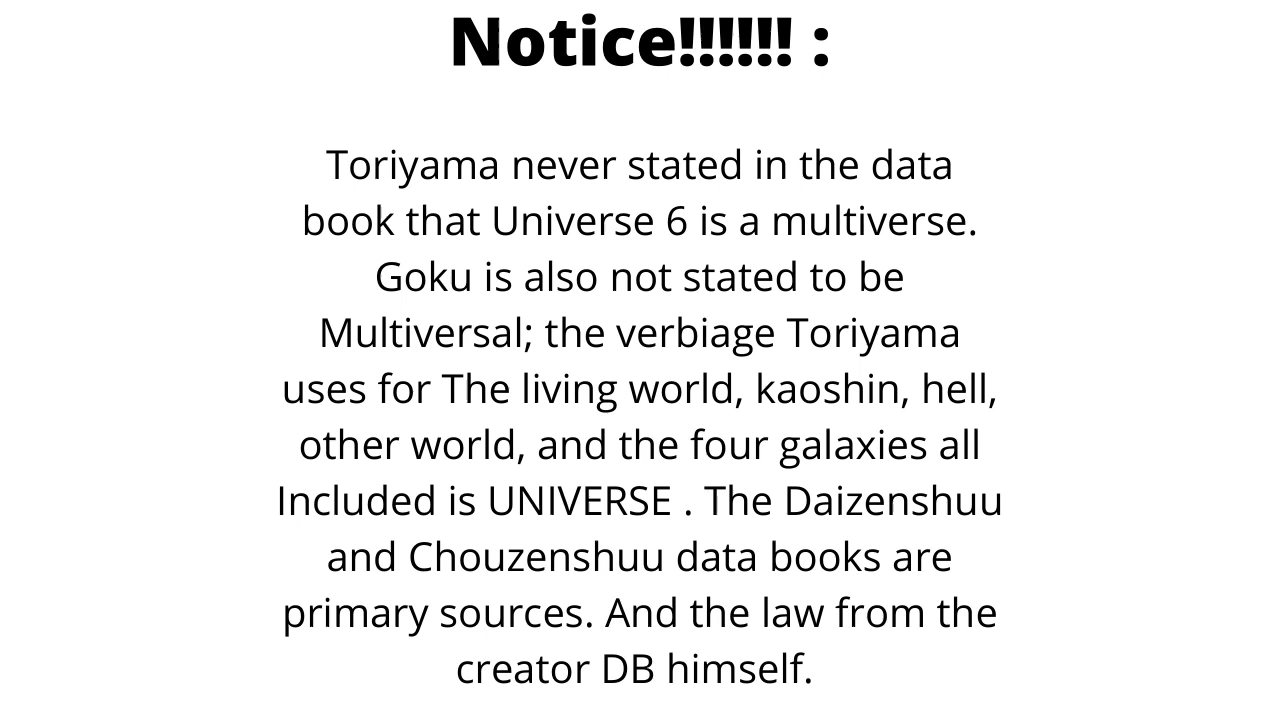 Notice!!!!!! :
Toriyama never stated in the data
book that Universe 6 is a multiverse.
Goku is also not stated to be
Multiversal; the verbiage Toriyama
uses for The living world, kaoshin, hell,
other world, and the four galaxies all
Included is UNIVERSE . The Daizenshuu
and Chouzenshuu data books are
primary sources. And the law from the
creator DB himself.